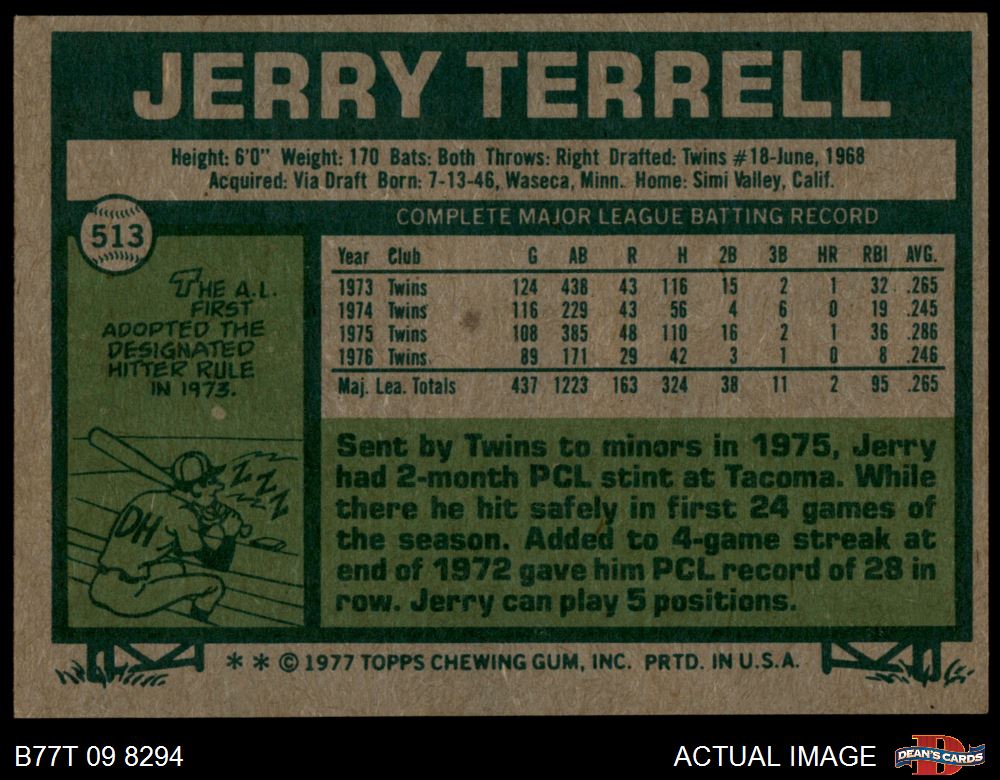 JERRY TERRELL
Height: 6'0" Weight: 170 Bats: Both Throws: Right Drafted: Twins #18-June, 1968
Acquired: Via Draft Born: 7-13-46, Waseca, Minn. Home: Simi Valley, Calif.
513
COMPLETE MAJOR LEAGUE BATTING RECORD
Year Club G AB R H 2B 3B HR RBI AVG.
1973 Twins 124 438 43 116 15 2 1 32 .265
1974 Twins 116 229 43 56 4 6 0 19 .245
1975 Twins 108 385 48 110 16 2 1 36 .286
1976 Twins 89 171 29 42 3 1 0 8 .246
Maj. Lea. Totals 437 1223 163 324 38 11 2 95 .265
THE A.L.
FIRST
ADOPTED THE
DESIGNATED
HITTER RULE
IN 1973.
ZZZ
ZZZ
DH
Sent by Twins to minors in 1975, Jerry
had 2-month PCL stint at Tacoma. While
there he hit safely in first 24 games of
the season. Added to 4-game streak at
end of 1972 gave him PCL record of 28 in
row. Jerry can play 5 positions.
* * © 1977 TOPPS CHEWING GUM, INC. PRTD. IN U.S.A.
B77T 09 8294
ACTUAL IMAGE
D
DEAN'S CARDS